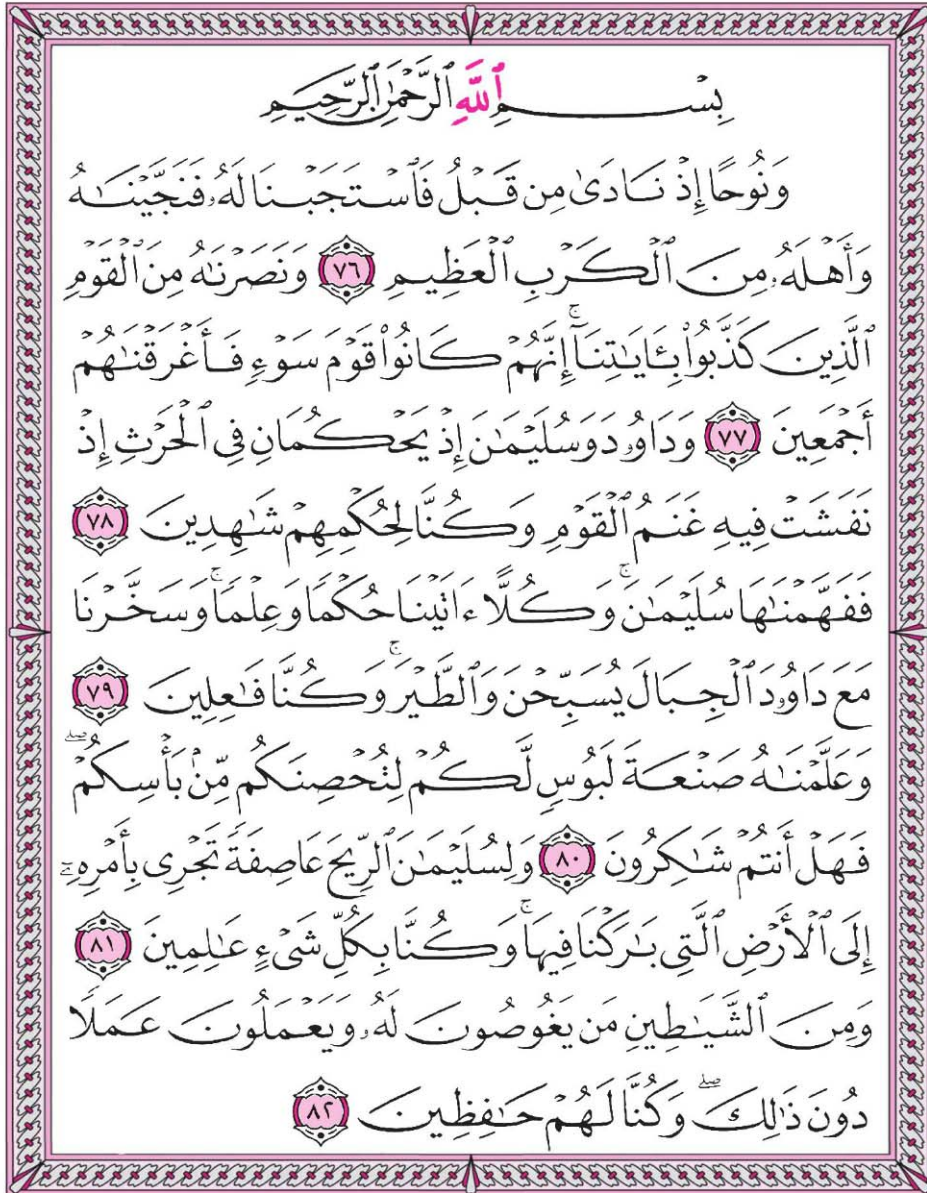 بِسْمِ ٱللَّهِ ٱلرَّحْمَٰنِ ٱلرَّحِيمِ
وَنُوحًا إِذْ نَادَىٰ مِن قَبْلُ فَٱسْتَجَبْنَا لَهُۥ فَنَجَّيْنَـٰهُ
وَأَهْلَهُۥ مِنَ ٱلْكَرْبِ ٱلْعَظِيمِ ٧٦ وَنَصَرْنَـٰهُ مِنَ ٱلْقَوْمِ
ٱلَّذِينَ كَذَّبُوا۟ بِـَٔايَـٰتِنَآ ۚ إِنَّهُمْ كَانُوا۟ قَوْمَ سَوْءٍ فَأَغْرَقْنَـٰهُمْ
أَجْمَعِينَ ٧٧ وَدَاوُۥدَ وَسُلَيْمَـٰنَ إِذْ يَحْكُمَانِ فِى ٱلْحَرْثِ إِذْ
نَفَشَتْ فِيهِ غَنَمُ ٱلْقَوْمِ وَكُنَّا لِحُكْمِهِمْ شَـٰهِدِينَ ٧٨
فَفَهَّمْنَـٰهَا سُلَيْمَـٰنَ ۚ وَكُلًّا ءَاتَيْنَا حُكْمًا وَعِلْمًا ۚ وَسَخَّرْنَا
مَعَ دَاوُۥدَ ٱلْجِبَالَ يُسَبِّحْنَ وَٱلطَّيْرَ ۚ وَكُنَّا فَـٰعِلِينَ ٧٩
وَعَلَّمْنَـٰهُ صَنْعَةَ لَبُوسٍ لَّكُمْ لِتُحْصِنَكُم مِّنۢ بَأْسِكُمْ ۖ
فَهَلْ أَنتُمْ شَـٰكِرُونَ ٨٠ وَلِسُلَيْمَـٰنَ ٱلرِّيحَ عَاصِفَةً تَجْرِى بِأَمْرِهِۦٓ
إِلَى ٱلْأَرْضِ ٱلَّتِى بَـٰرَكْنَا فِيهَا ۚ وَكُنَّا بِكُلِّ شَىْءٍ عَـٰلِمِينَ ٨١
وَمِنَ ٱلشَّيَـٰطِينِ مَن يَغُوصُونَ لَهُۥ وَيَعْمَلُونَ عَمَلًا
دُونَ ذَٰلِكَ ۖ وَكُنَّا لَهُمْ حَـٰفِظِينَ ٨٢